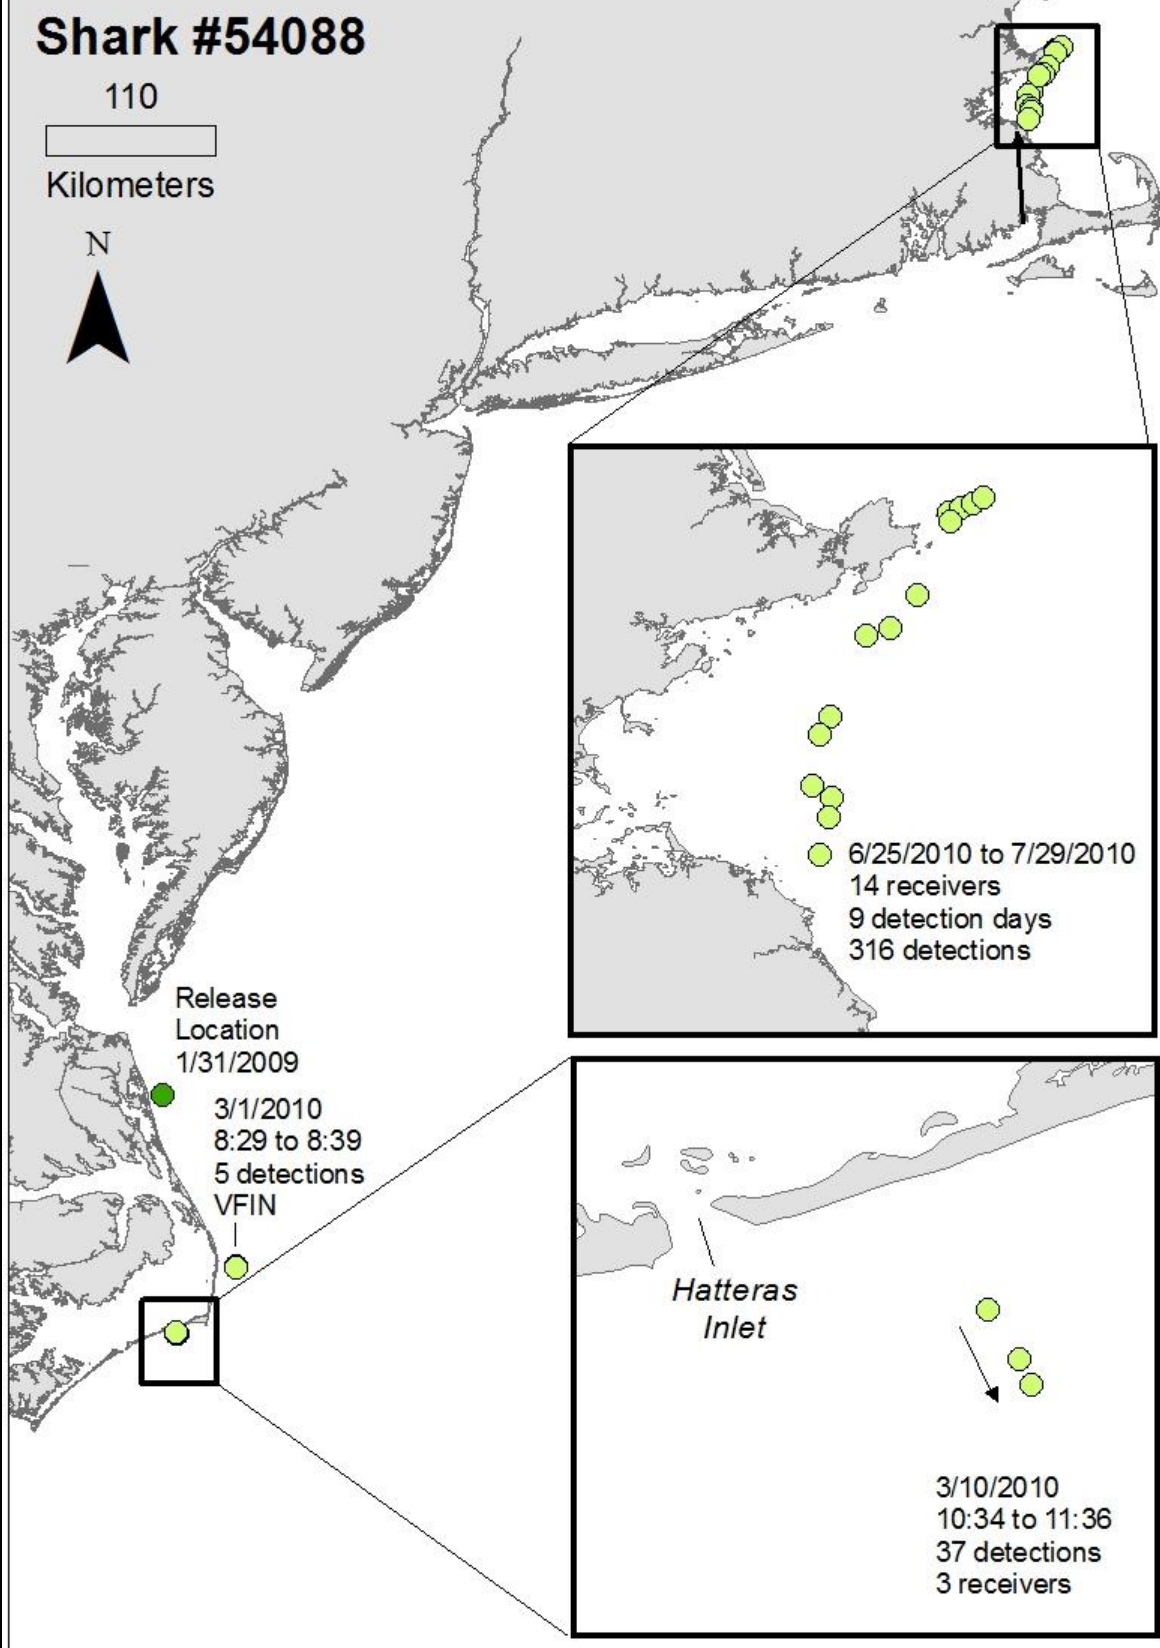 Shark #54088
110
Kilometers
N
6/25/2010 to 7/29/2010
14 receivers
9 detection days
316 detections
Release
Location
1/31/2009
3/1/2010
8:29 to 8:39
5 detections
VFIN
Hatteras
Inlet
3/10/2010
10:34 to 11:36
37 detections
3 receivers